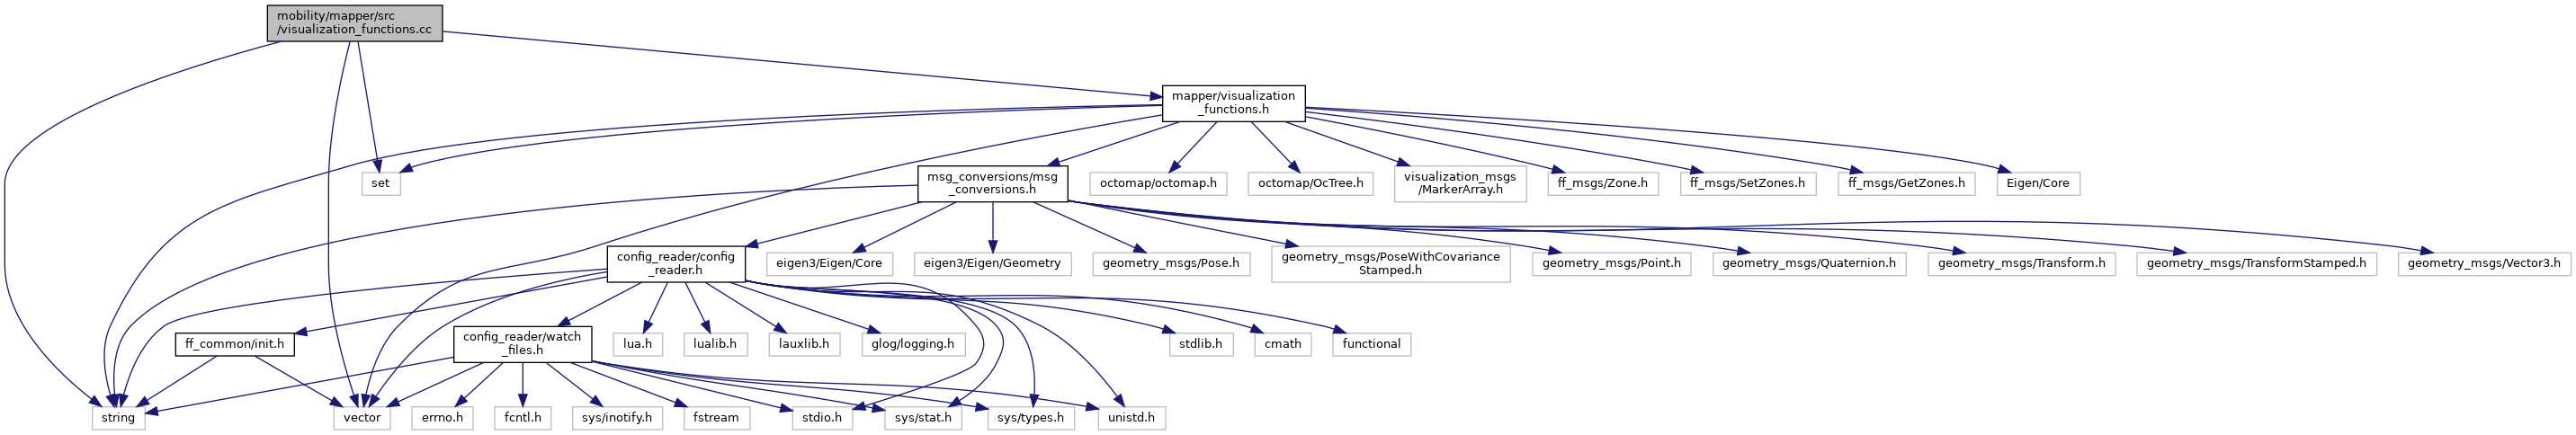 mobility/mapper/src
/visualization_functions.cc
mapper/visualization
_functions.h
set
msg_conversions/msg
_conversions.h
octomap/octomap.h
octomap/OcTree.h
visualization_msgs
/MarkerArray.h
ff_msgs/Zone.h
ff_msgs/SetZones.h
ff_msgs/GetZones.h
Eigen/Core
config_reader/config
_reader.h
eigen3/Eigen/Core
eigen3/Eigen/Geometry
geometry_msgs/Pose.h
geometry_msgs/PoseWithCovariance
Stamped.h
geometry_msgs/Point.h
geometry_msgs/Quaternion.h
geometry_msgs/Transform.h
geometry_msgs/TransformStamped.h
geometry_msgs/Vector3.h
ff_common/init.h
config_reader/watch
_files.h
lua.h
lualib.h
lauxlib.h
glog/logging.h
stdlib.h
cmath
functional
string
vector
errno.h
fcntl.h
sys/inotify.h
fstream
stdio.h
sys/stat.h
sys/types.h
unistd.h